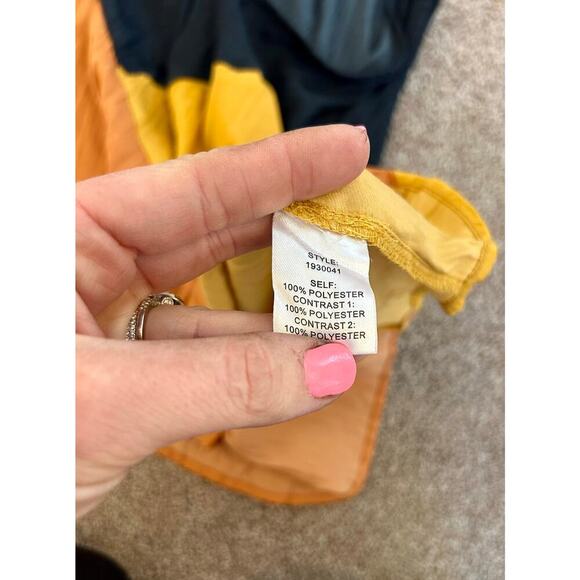 STYLE:
1930041
SELF:
100% POLYESTER
CONTRAST 1:
100% POLYESTER
CONTRAST 2:
100% POLYESTER